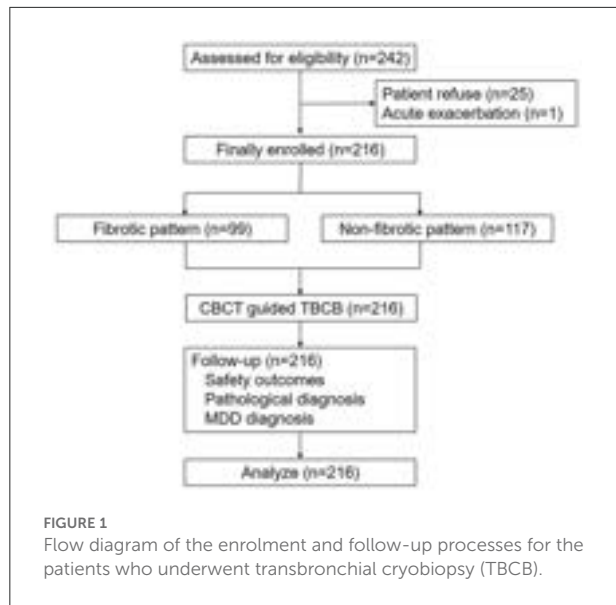 Assessed for eligibility (n=242)
Patient refuse (n=25)
Acute exacerbation (n=1)
Finally enrolled (n=216)
Fibrotic pattern (n=99)
Non-fibrotic pattern (n=117)
CBCT guided TBCB (n=216)
Follow-up (n=216)
Safety outcomes
Pathological diagnosis
MDD diagnosis
Analyze (n=216)
FIGURE 1
Flow diagram of the enrolment and follow-up processes for the
patients who underwent transbronchial cryobiopsy (TBCB).